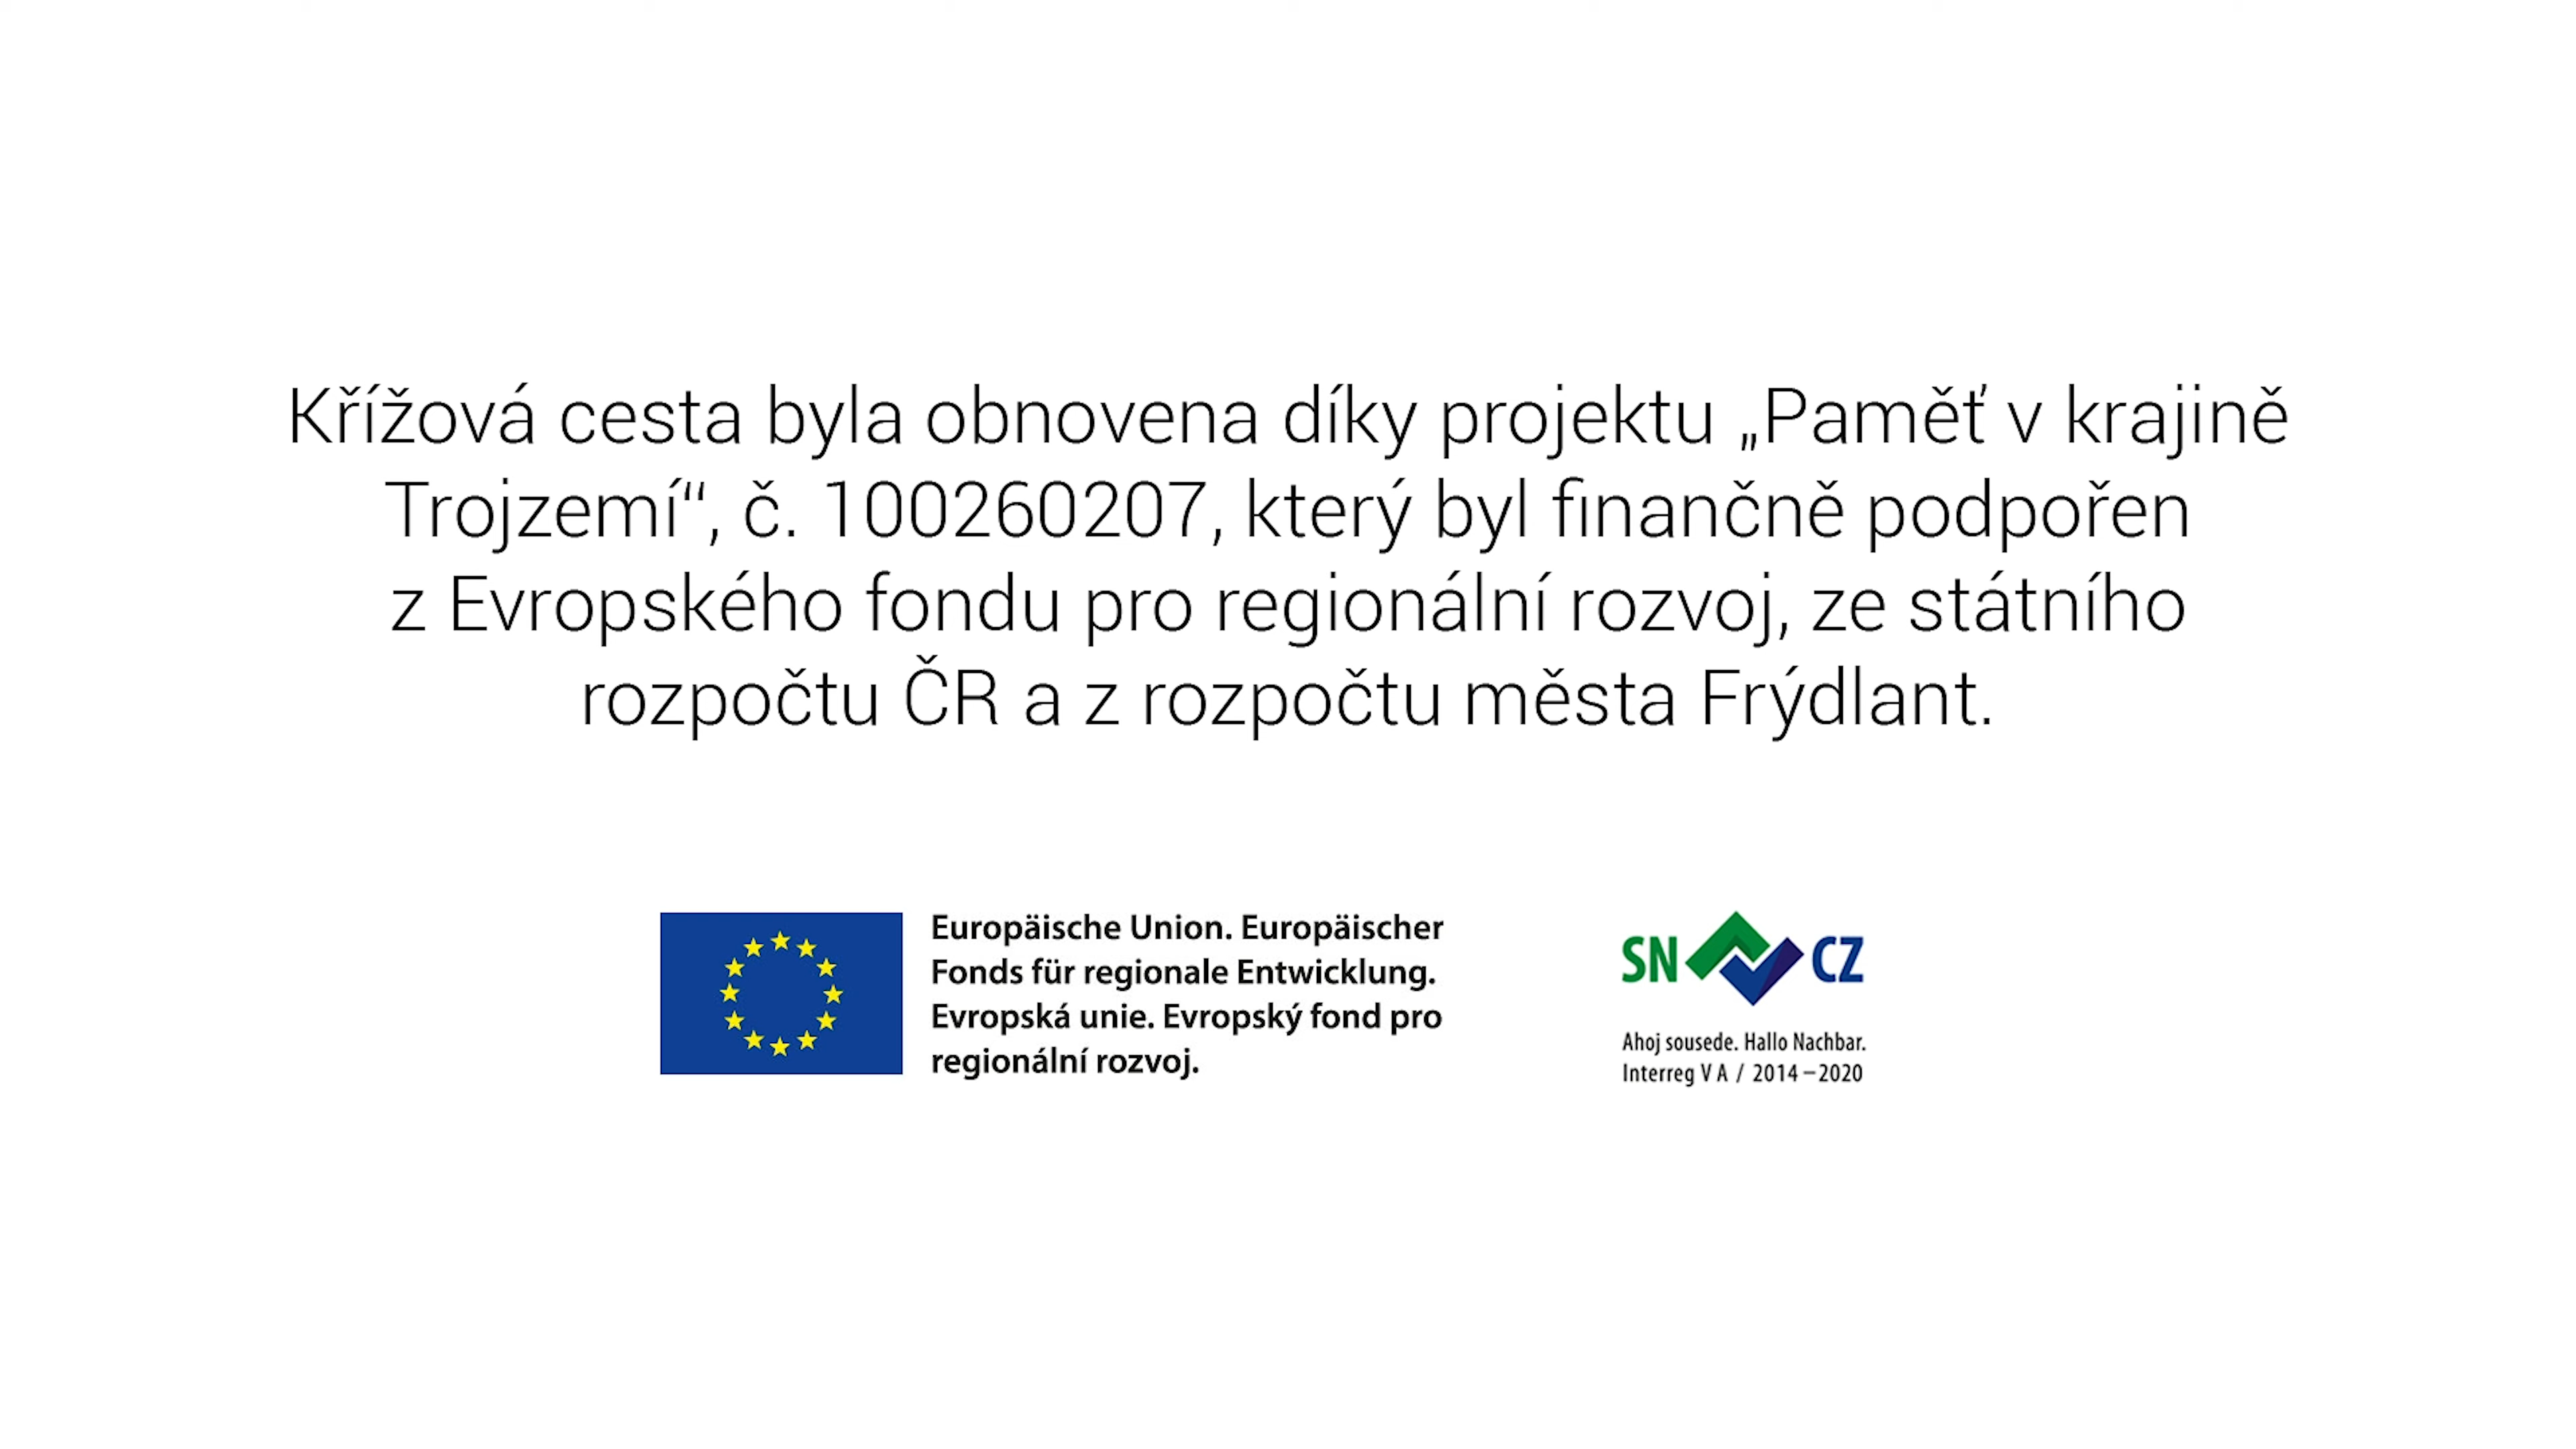 Křížová cesta byla obnovena díky projektu „Paměť v krajině
Trojzemí“, č. 100260207, který byl finančně podpořen
z Evropského fondu pro regionální rozvoj, ze státního
rozpočtu ČR a z rozpočtu města Frýdlant.
Europäische Union. Europäischer
Fonds für regionale Entwicklung.
Evropská unie. Evropský fond pro
regionální rozvoj.
SN CZ
Ahoj sousede. Hallo Nachbar.
Interreg V A / 2014–2020